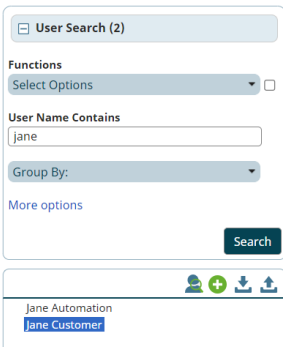 User Search (2)
Functions
Select Options
User Name Contains
jane
Group By:
More options
Search
Jane Automation
Jane Customer